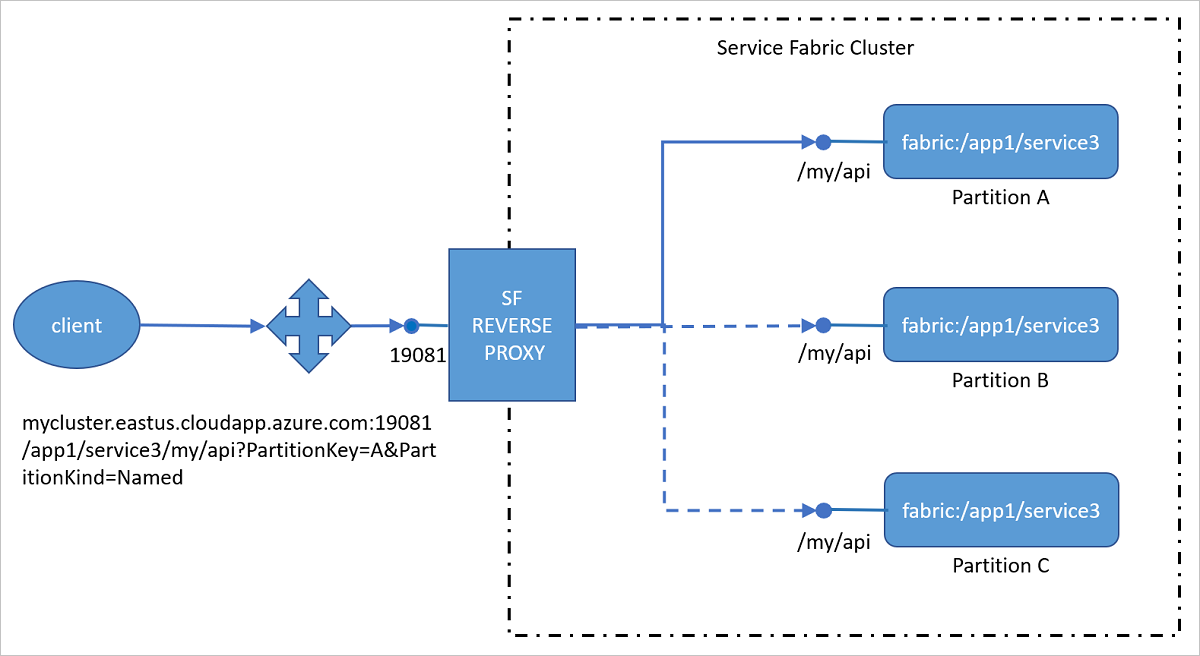 Service Fabric Cluster
fabric:/app1/service3
/my/api
Partition A
client
SF
REVERSE
PROXY
19081
fabric:/app1/service3
/my/api
Partition B
mycluster.eastus.cloudapp.azure.com:19081
/app1/service3/my/api?PartitionKey=A&Part
itionKind=Named
fabric:/app1/service3
/my/api
Partition C